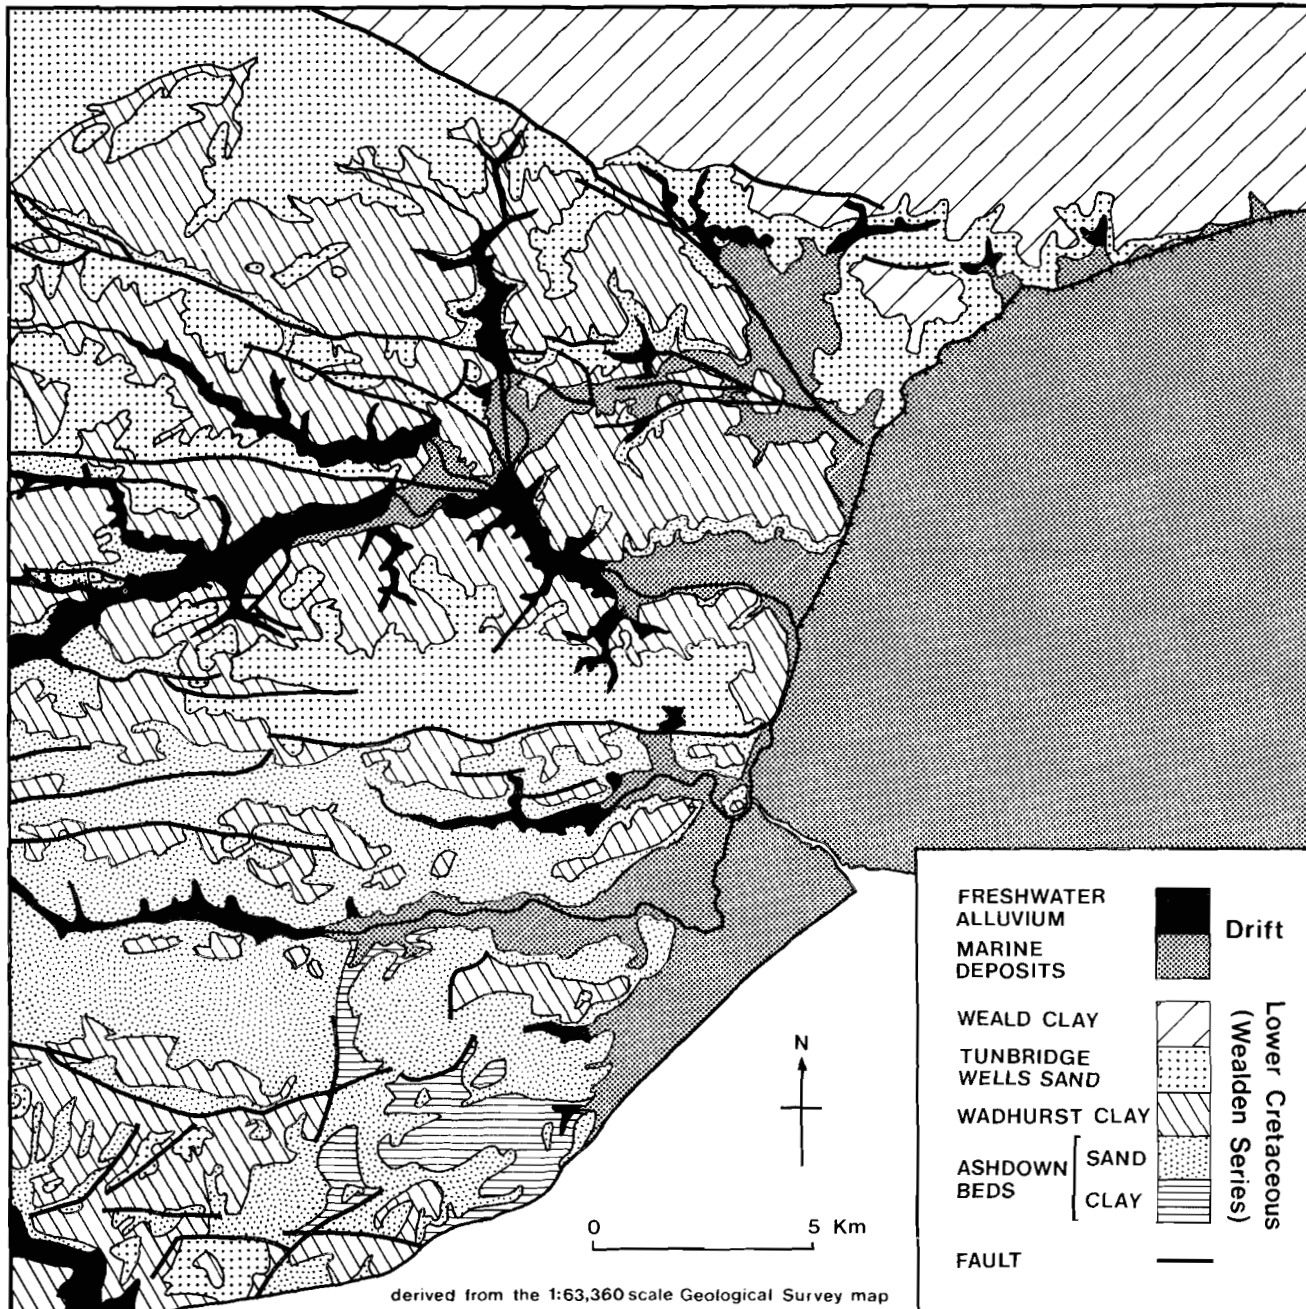 FRESHWATER
ALLUVIUM
MARINE
DEPOSITS
Drift
WEALD CLAY
TUNBRIDGE
WELLS SAND
WADHURST CLAY
ASHDOWN
BEDS
SAND
CLAY
FAULT
Lower Cretaceous
(Wealden Series)
N
0 5 Km
derived from the 1:63,360 scale Geological Survey map